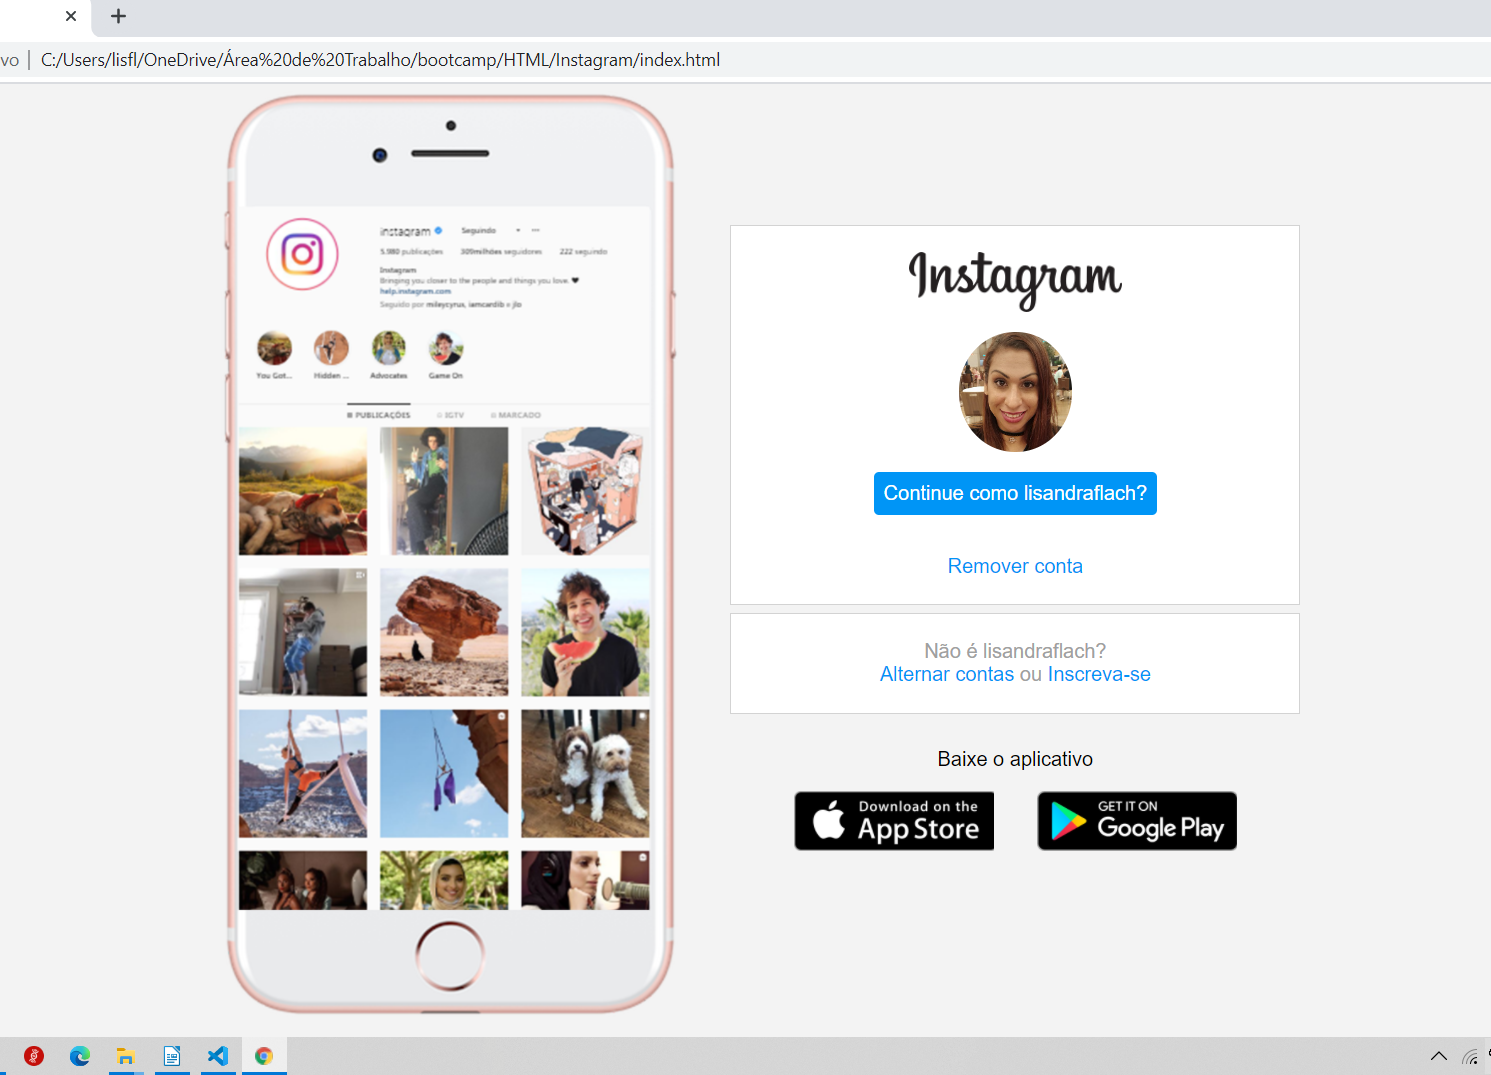 vo | C:/Users/lisfl/OneDrive/Área%20de%20Trabalho/bootcamp/HTML/Instagram/index.html
instagram Seguindo
5.980 publicações 309milhões seguidores 222 seguindo
Instagram
Bringing you closer to the people and things you love. ❤
help.instagram.com
Seguido por mileycyrus, iamcardib e jlo
You Got... Hidden ... Advocates Game On
PUBLICAÇÕES IGTV MARCADO
Instagram
Continue como lisandraflach?
Remover conta
Não é lisandraflach?
Alternar contas ou Inscreva-se
Baixe o aplicativo
Download on the
App Store
GET IT ON
Google Play